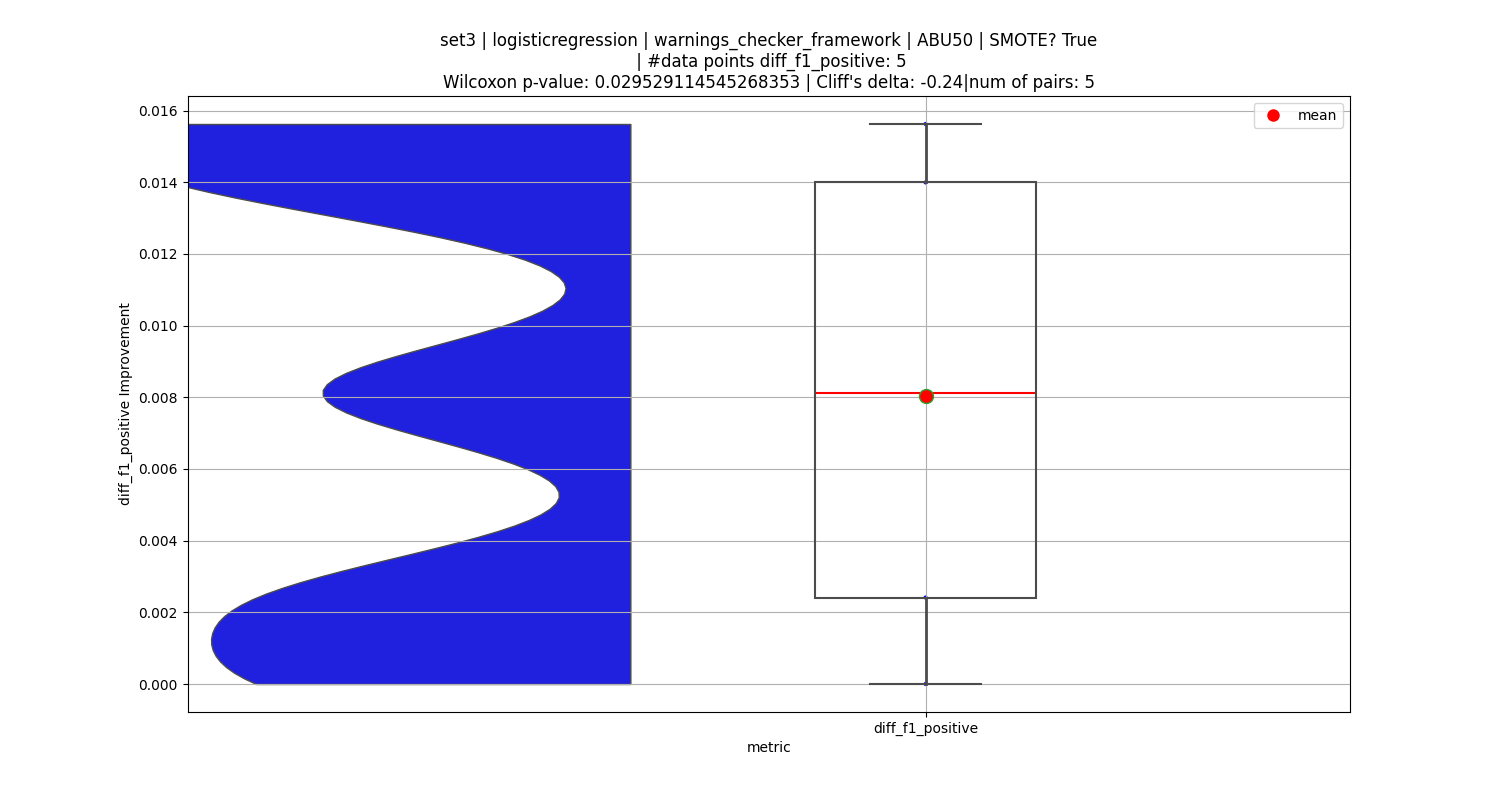 set3 | logisticregression | warnings_checker_framework | ABU50 | SMOTE? True
| #data points diff_f1_positive: 5
Wilcoxon p-value: 0.029529114545268353 | Cliff's delta: -0.24|num of pairs: 5
mean
0.016
0.014
0.012
0.010
0.008
0.006
0.004
0.002
0.000
diff_f1_positive Improvement
diff_f1_positive
metric